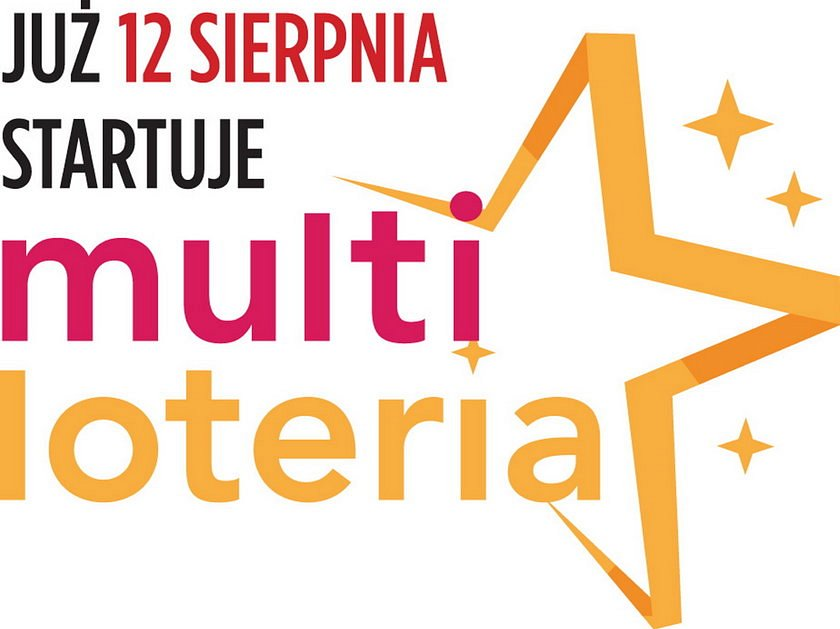 JUŻ 12 SIERPNIA
STARTUJE
multi
loteria